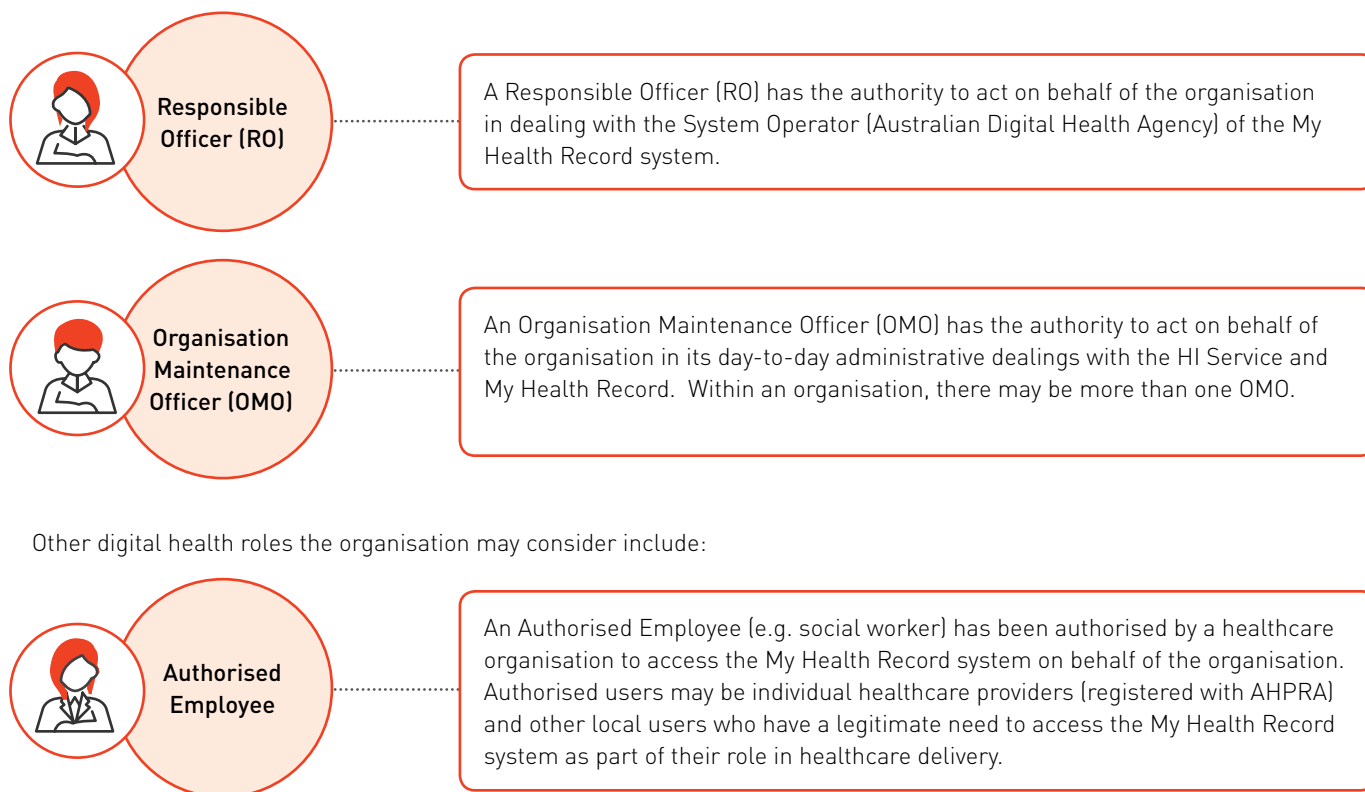 Responsible
Officer (RO)
A Responsible Officer (RO) has the authority to act on behalf of the organisation
in dealing with the System Operator (Australian Digital Health Agency) of the My
Health Record system.
Organisation
Maintenance
Officer (OMO)
An Organisation Maintenance Officer (OMO) has the authority to act on behalf of
the organisation in its day-to-day administrative dealings with the HI Service and
My Health Record.  Within an organisation, there may be more than one OMO.
Other digital health roles the organisation may consider include:
Authorised
Employee
An Authorised Employee (e.g. social worker) has been authorised by a healthcare
organisation to access the My Health Record system on behalf of the organisation.
Authorised users may be individual healthcare providers (registered with AHPRA)
and other local users who have a legitimate need to access the My Health Record
system as part of their role in healthcare delivery.